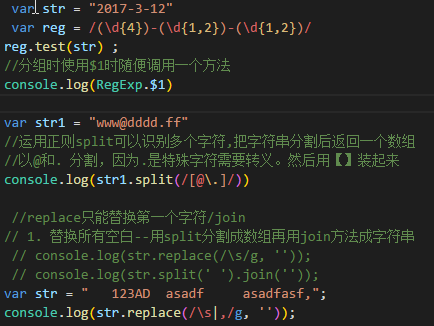 var str = "2017-3-12"
var reg = /(\d{4})-(\d{1,2})-(\d{1,2})/
reg.test(str) ;
//分组时使用$1时随便调用一个方法
console.log(RegExp.$1)
var str1 = "www@dddd.ff"
//运用正则split可以识别多个字符,把字符串分割后返回一个数组
//以@和. 分割，因为.是特殊字符需要转义。然后用【】装起来
console.log(str1.split(/[@\.]/))
//replace只能替换第一个字符/join
// 1. 替换所有空白--用split分割成数组再用join方法成字符串
// console.log(str.replace(/\s/g, ''));
// console.log(str.split(' ').join(''));
var str = "   123AD  asadf     asadfasf,";
console.log(str.replace(/\s|,/g, ''));